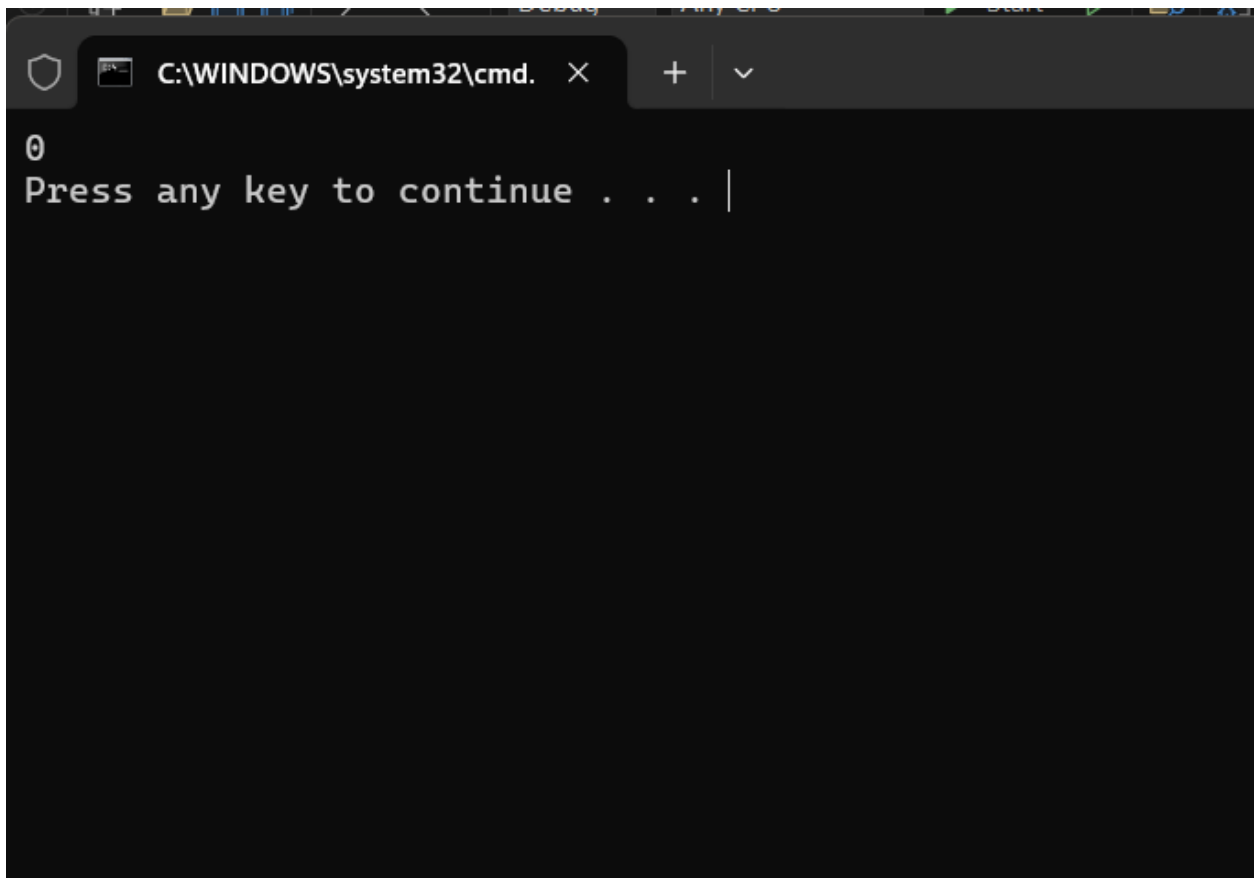 C:\WINDOWS\system32\cmd.
0
Press any key to continue . . .